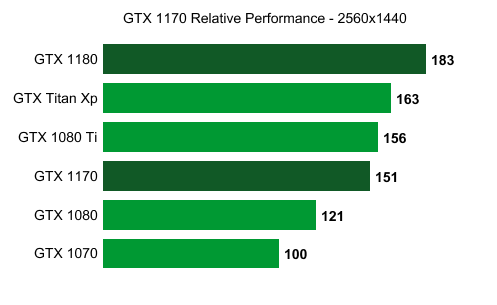 GTX 1170 Relative Performance - 2560x1440
GTX 1180 183
GTX Titan Xp 163
GTX 1080 Ti 156
GTX 1170 151
GTX 1080 121
GTX 1070 100